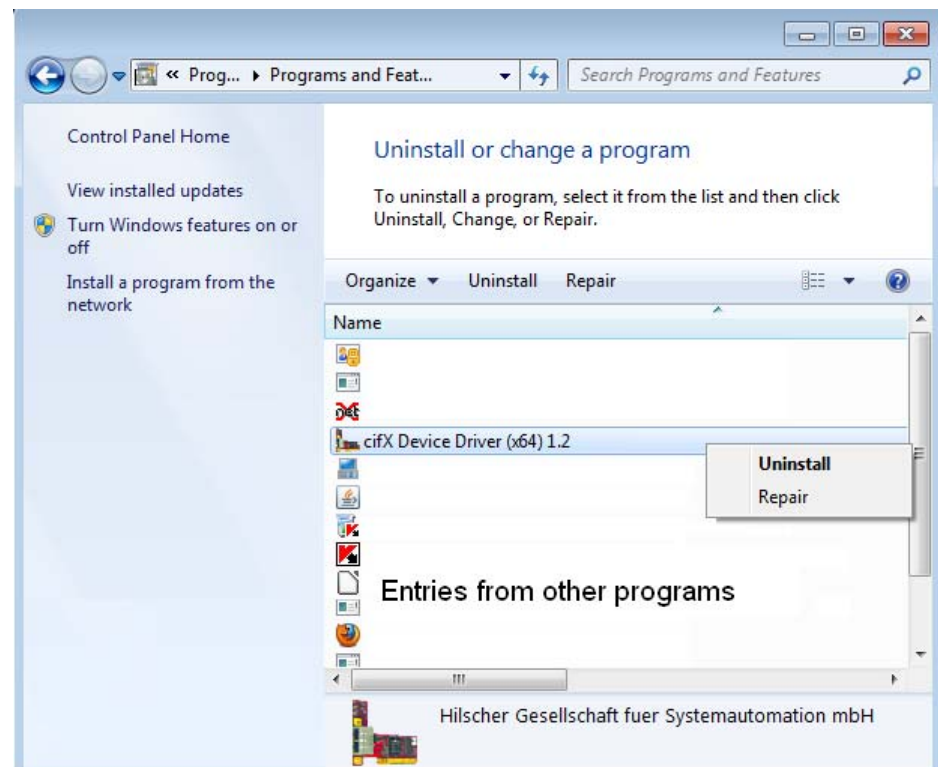 « Prog... ▸ Programs and Feat...
Search Programs and Features
Control Panel Home
View installed updates
Turn Windows features on or
off
Install a program from the
network
Uninstall or change a program
To uninstall a program, select it from the list and then click
Uninstall, Change, or Repair.
Organize Uninstall Repair
Name
net
cifX Device Driver (x64) 1.2
Uninstall
Repair
Entries from other programs
Hilscher Gesellschaft fuer Systemautomation mbH